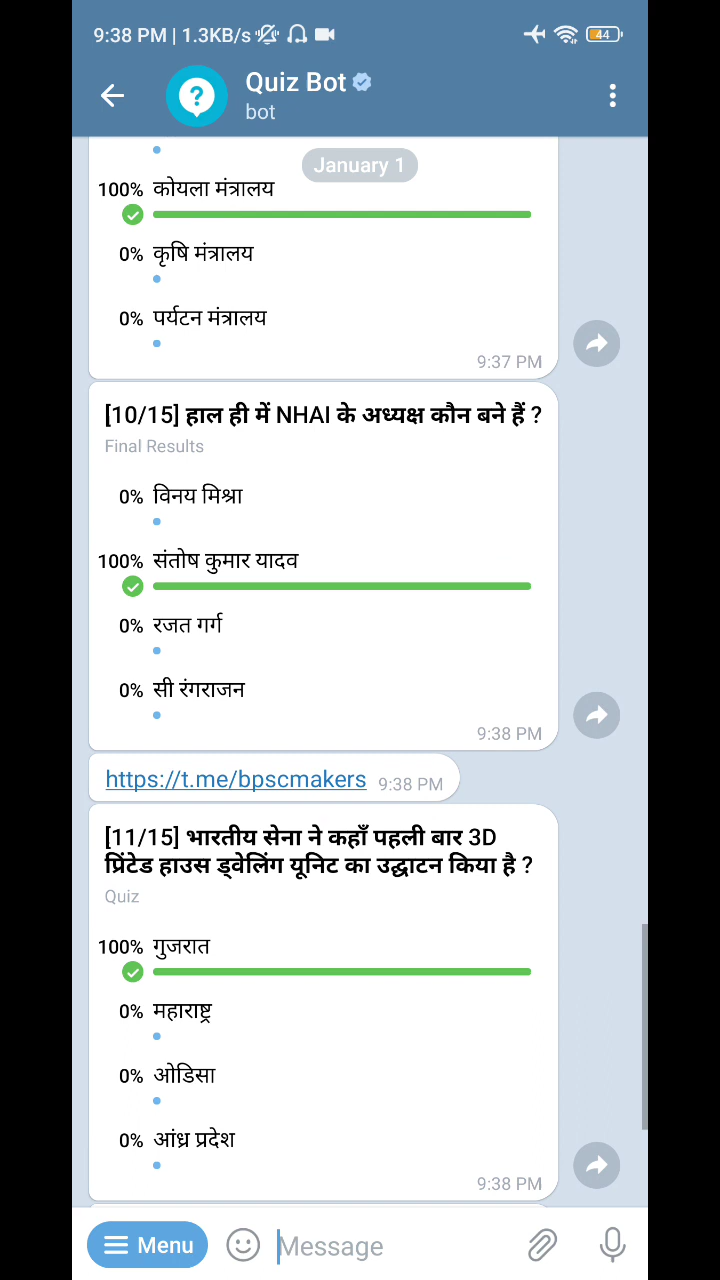 9:38 PM | 1.3KB/s
44
Quiz Bot
bot
January 1
100% कोयला मंत्रालय
0% कृषि मंत्रालय
0% पर्यटन मंत्रालय
9:37 PM
[10/15] हाल ही में NHAI के अध्यक्ष कौन बने हैं ?
Final Results
0% विनय मिश्रा
100% संतोष कुमार यादव
0% रजत गर्ग
0% सी रंगराजन
9:38 PM
https://t.me/bpscmakers 9:38 PM
[11/15] भारतीय सेना ने कहाँ पहली बार 3D
प्रिंटेड हाउस ड्वेलिंग यूनिट का उद्घाटन किया है ?
Quiz
100% गुजरात
0% महाराष्ट्र
0% ओडिसा
0% आंध्र प्रदेश
9:38 PM
Menu
Message